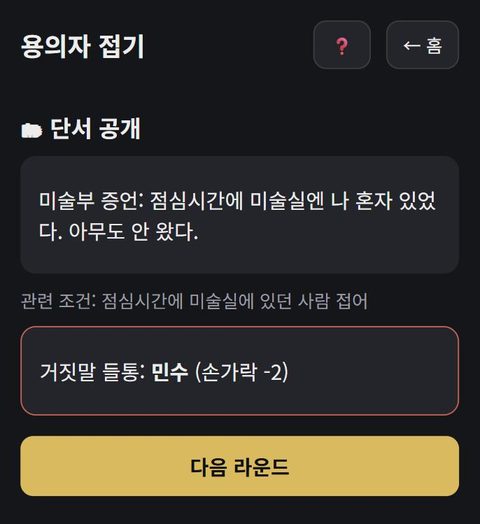 용의자 접기
❓
← 홈
단서 공개
미술부 증언: 점심시간에 미술실엔 나 혼자 있었
다. 아무도 안 왔다.
관련 조건: 점심시간에 미술실에 있던 사람 접어
거짓말 들통: 민수 (손가락 -2)
다음 라운드